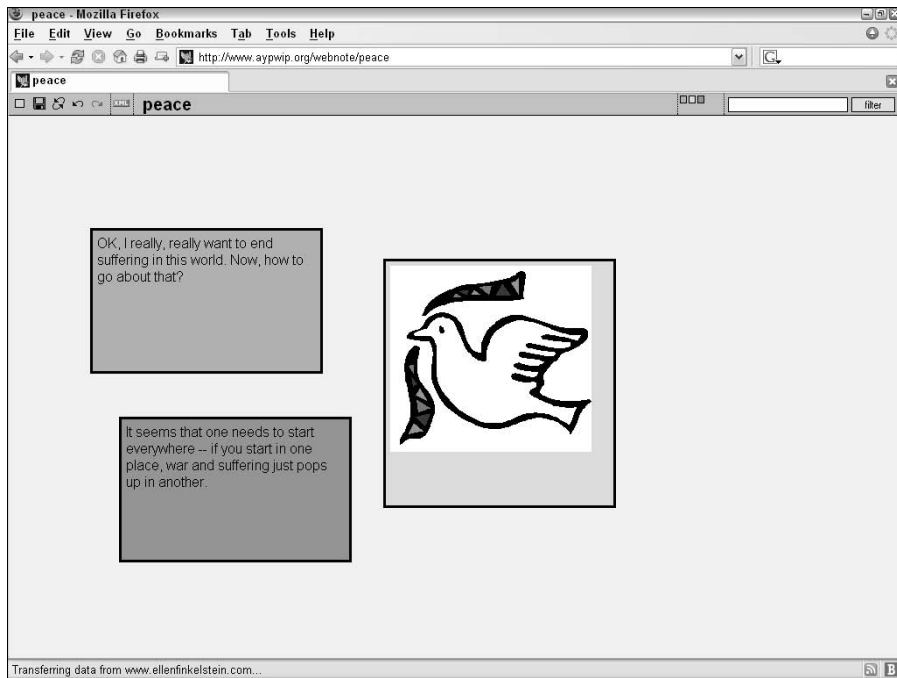 peace - Mozilla Firefox
File Edit View Go Bookmarks Tab Tools Help
http://www.aypwip.org/webnote/peace
G
peace
peace
filter
OK, I really, really want to end
suffering in this world. Now, how to
go about that?
It seems that one needs to start
everywhere -- if you start in one
place, war and suffering just pops
up in another.
Transferring data from www.ellenfinkelstein.com...
B